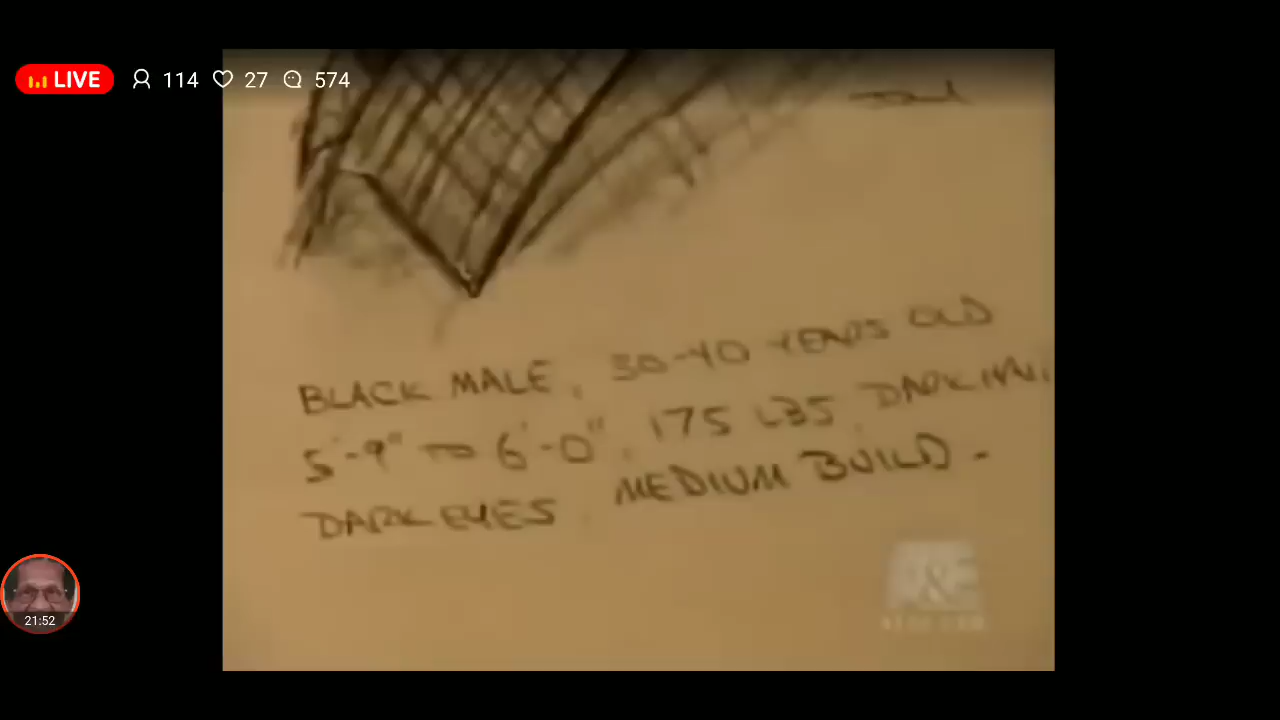 LIVE 114 27 574
BLACK MALE, 30-40 YEARS OLD
5'-9" TO 6'-0", 175 LBS, DARK
DARK EYES, MEDIUM BUILD -
A&E
21:52